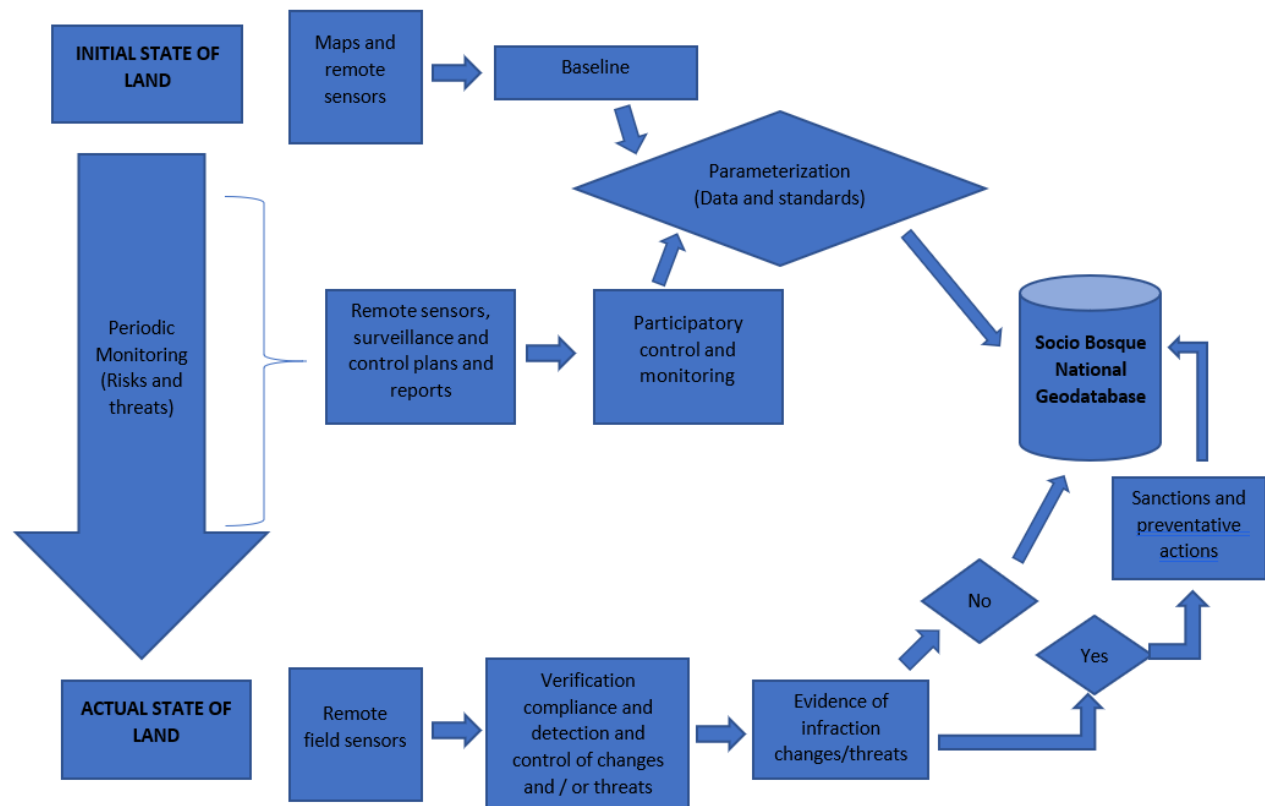 INITIAL STATE OF
LAND
Maps and
remote
sensors
Baseline
Parameterization
(Data and standards)
Periodic
Monitoring
(Risks and
threats)
Remote sensors,
surveillance and
control plans and
reports
Participatory
control and
monitoring
Socio Bosque
National
Geodatabase
Sanctions and
preventative
actions
No
Yes
ACTUAL STATE OF
LAND
Remote
field sensors
Verification
compliance and
detection and
control of changes
and / or threats
Evidence of
infraction
changes/threats